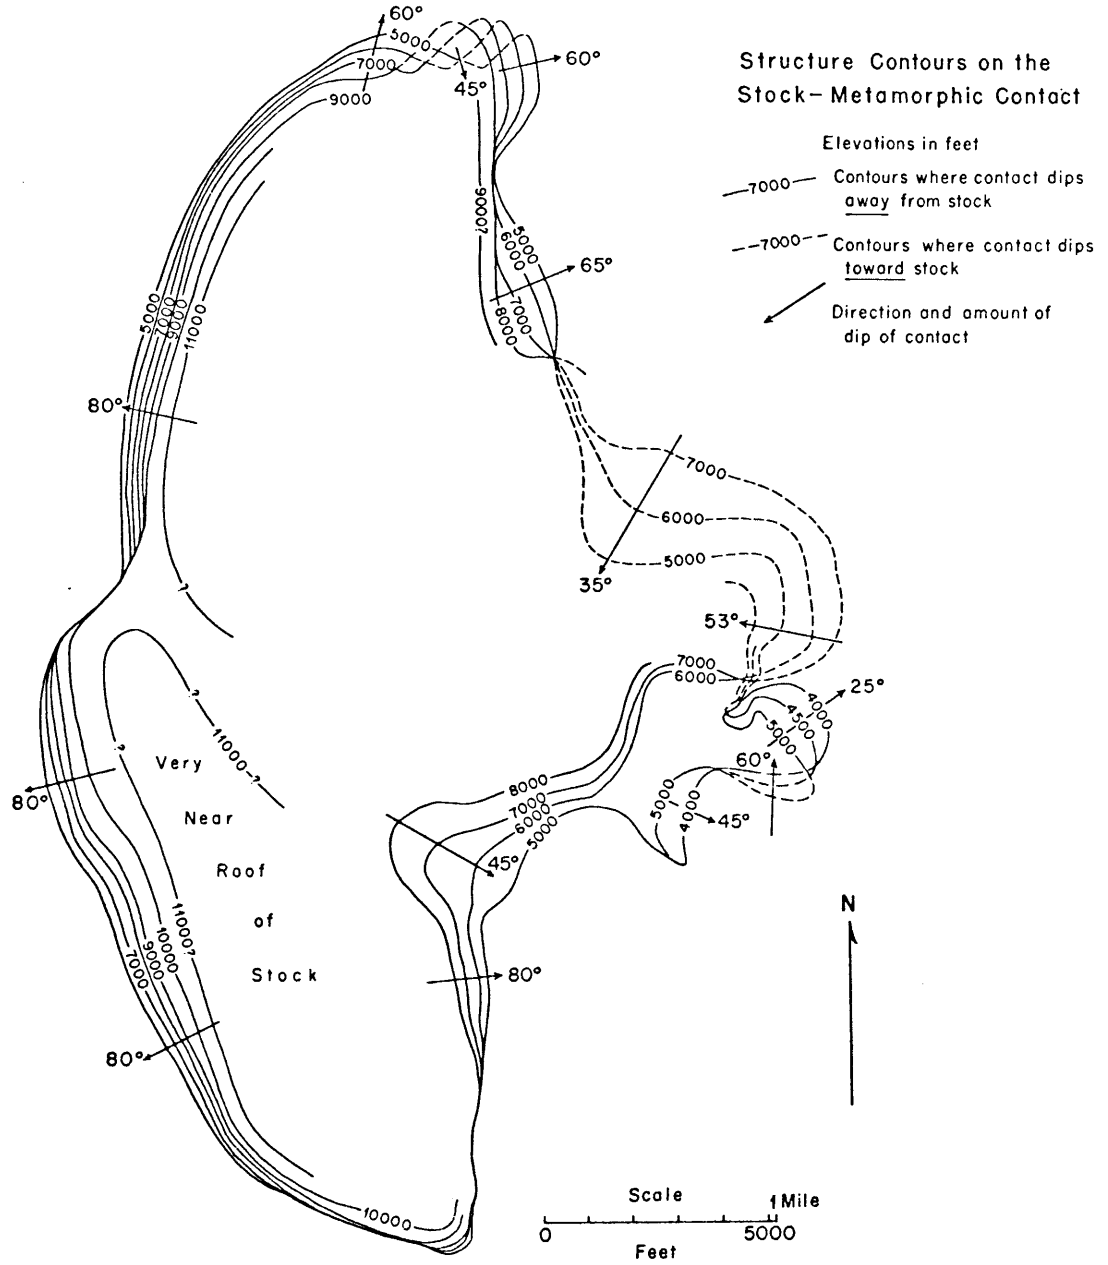 Structure Contours on the
Stock-Metamorphic Contact
Elevations in feet
7000
Contours where contact dips
away from stock
7000
Contours where contact dips
toward stock
Direction and amount of
dip of contact
60°
5000
7000
9000
45°
60°
9000?
5000
6000
7000
8000
65°
5000
7000
9000
11000
80°
?
7000
6000
5000
35°
53°
7000
6000
25°
4000
4500
5000
60°
5000
4000
45°
8000
7000
6000
5000
45°
80°
?
11000-?
?
80°
Very
Near
Roof
of
Stock
7000
9000
10000
11000?
80°
10000
N
Scale
1 Mile
0
5000
Feet